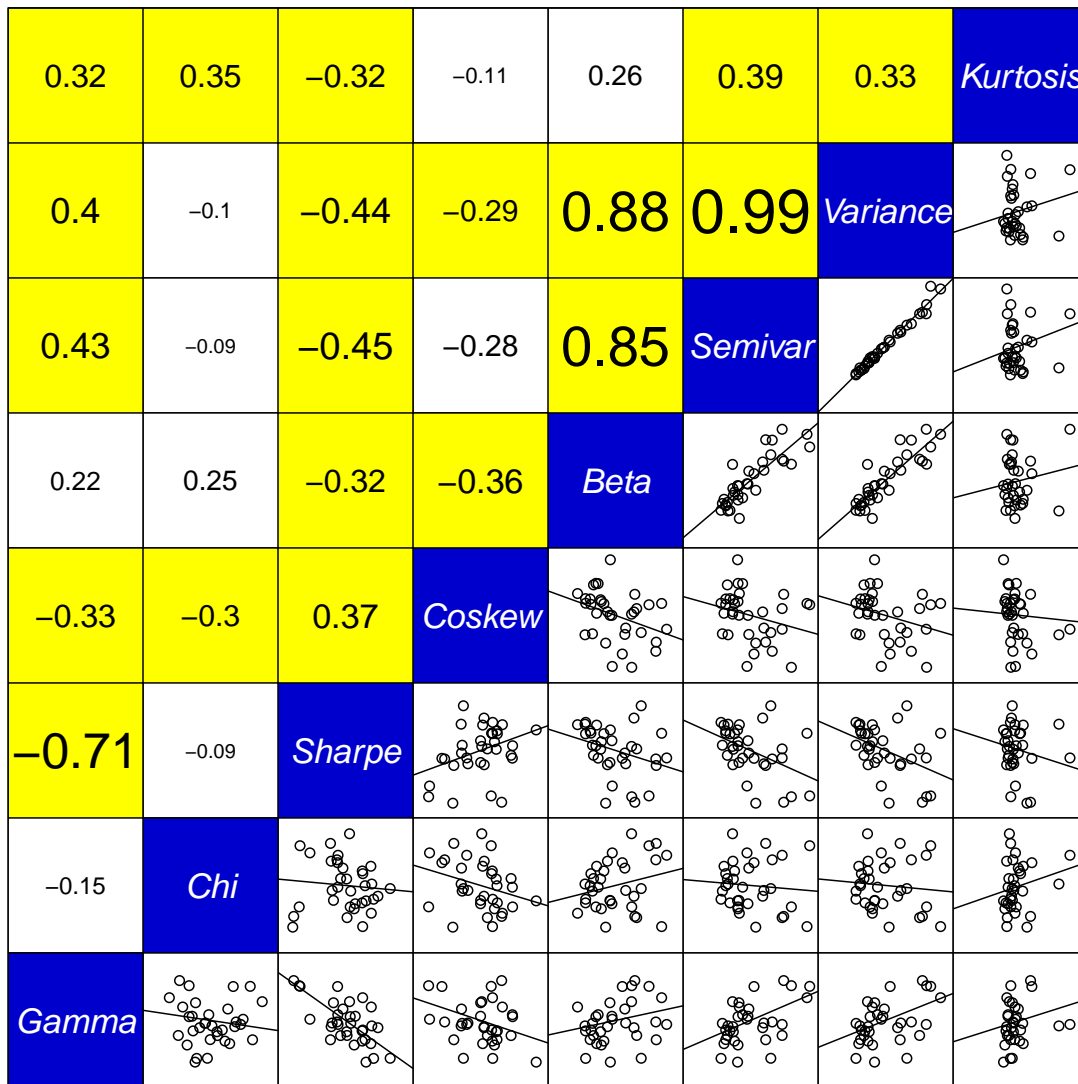 0.32 0.35 −0.32 −0.11 0.26 0.39 0.33 Kurtosis
0.4 −0.1 −0.44 −0.29 0.88 0.99 Variance
0.43 −0.09 −0.45 −0.28 0.85 Semivar
0.22 0.25 −0.32 −0.36 Beta
−0.33 −0.3 0.37 Coskew
−0.71 −0.09 Sharpe
−0.15 Chi
Gamma